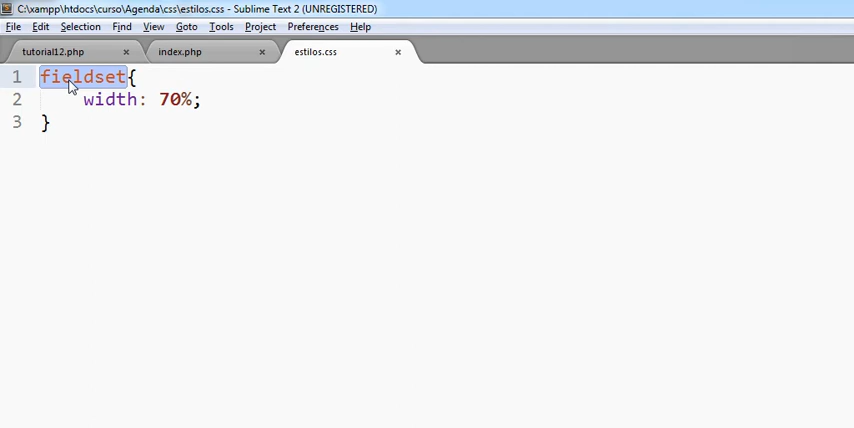 C:\xampp\htdocs\curso\Agenda\css\estilos.css - Sublime Text 2 (UNREGISTERED)
File Edit Selection Find View Goto Tools Project Preferences Help
tutorial12.php × index.php × estilos.css ×
1 fieldset{
2 width: 70%;
3 }